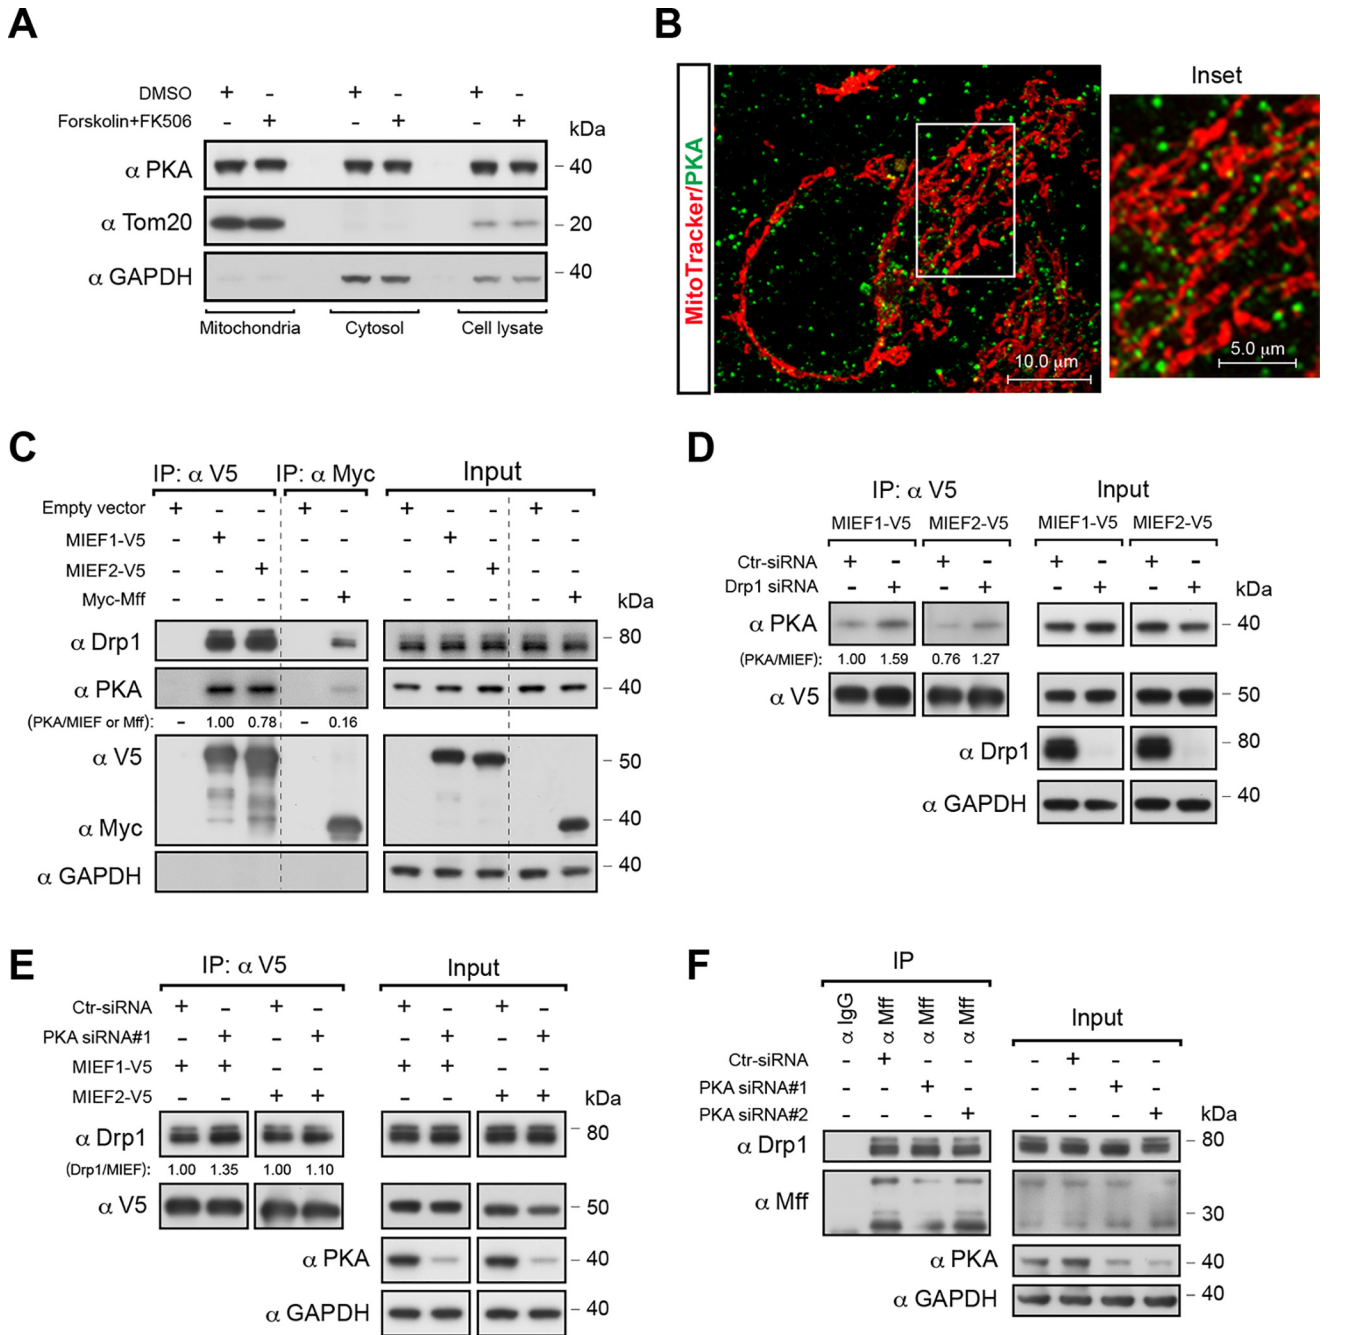 A
DMSO + - + - + -
Forskolin+FK506 - + - + - +
kDa
α PKA – 40
α Tom20 – 20
α GAPDH – 40
Mitochondria Cytosol Cell lysate
B
MitoTracker/PKA
10.0 µm
Inset
5.0 µm
C
IP: α V5 IP: α Myc Input
Empty vector + - - + - + - - + -
MIEF1-V5 - + - - - - + - - -
MIEF2-V5 - - + - - - - + - -
Myc-Mff - - - - + - - - - +
kDa
α Drp1 – 80
α PKA – 40
(PKA/MIEF or Mff): – 1.00 0.78 – 0.16
α V5 – 50
α Myc – 40
α GAPDH – 40
D
IP: α V5 Input
MIEF1-V5 MIEF2-V5 MIEF1-V5 MIEF2-V5
Ctr-siRNA + - + - + - + -
Drp1 siRNA - + - + - + - +
kDa
α PKA – 40
(PKA/MIEF): 1.00 1.59 0.76 1.27
α V5 – 50
α Drp1 – 80
α GAPDH – 40
E
IP: α V5 Input
Ctr-siRNA + - + - + - + -
PKA siRNA#1 - + - + - + - +
MIEF1-V5 + + - - + + - -
MIEF2-V5 - - + + - - + +
kDa
α Drp1 – 80
(Drp1/MIEF): 1.00 1.35 1.00 1.10
α V5 – 50
α PKA – 40
α GAPDH – 40
F
IP
α IgG α Mff α Mff α Mff
Input
Ctr-siRNA - + - - - + - -
PKA siRNA#1 - - + - - - + -
PKA siRNA#2 - - - + - - - +
kDa
α Drp1 – 80
α Mff – 30
α PKA – 40
α GAPDH – 40